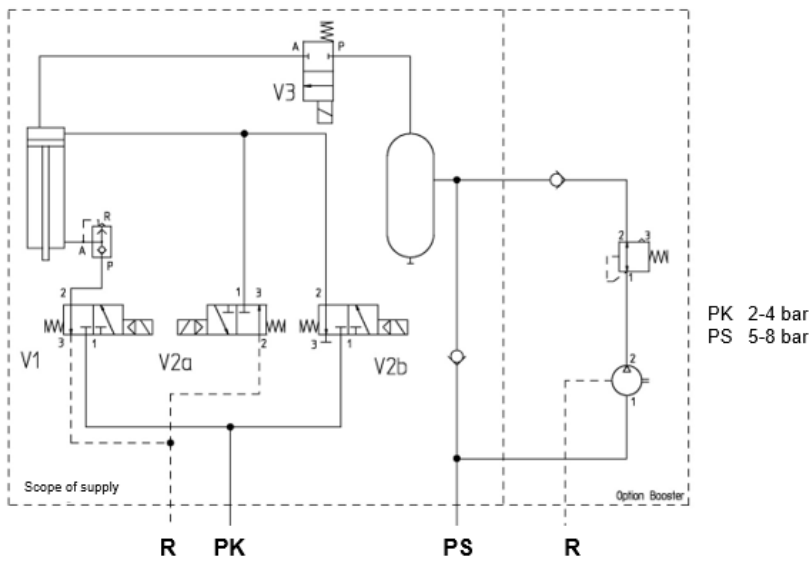 A P
V3
R
A
P
2
3 1
V1
1 3
2
V2a
2
3 1
V2b
2 3
1
2
1
PK 2-4 bar
PS 5-8 bar
Scope of supply
Option Booster
R PK PS R